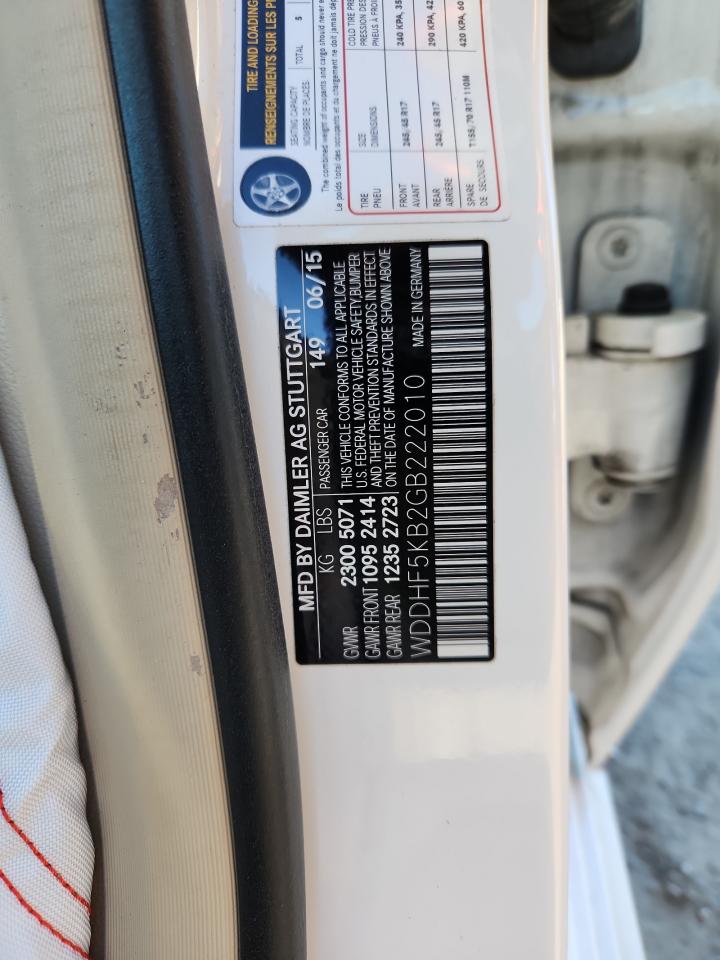 TIRE AND LOADING
RENSEIGNEMENTS SUR LES
SEATING CAPACITY
NOMBRE DE PLACES
TOTAL 5
The combined weight of occupants and cargo should never
Le poids total des occupants et du chargement ne doit jamais
TIRE
PNEU
SIZE
DIMENSIONS
COLD TIRE
PRESSION DES
PNEUS À
FRONT
AVANT
245/45 R17
240 KPA,
REAR
ARRIÈRE
245/45 R17
290 KPA,
SPARE
DE SECOURS
T155/70 R17 110M
420 KPA, 60
MFD BY DAIMLER AG STUTTGART
KG LBS PASSENGER CAR 149 06/15
GVWR 2300 5071
GAWR FRONT 1095 2414
GAWR REAR 1235 2723
THIS VEHICLE CONFORMS TO ALL APPLICABLE
U.S. FEDERAL MOTOR VEHICLE SAFETY,BUMPER
AND THEFT PREVENTION STANDARDS IN EFFECT
ON THE DATE OF MANUFACTURE SHOWN ABOVE
WDDHF5KB2GB222010 MADE IN GERMANY